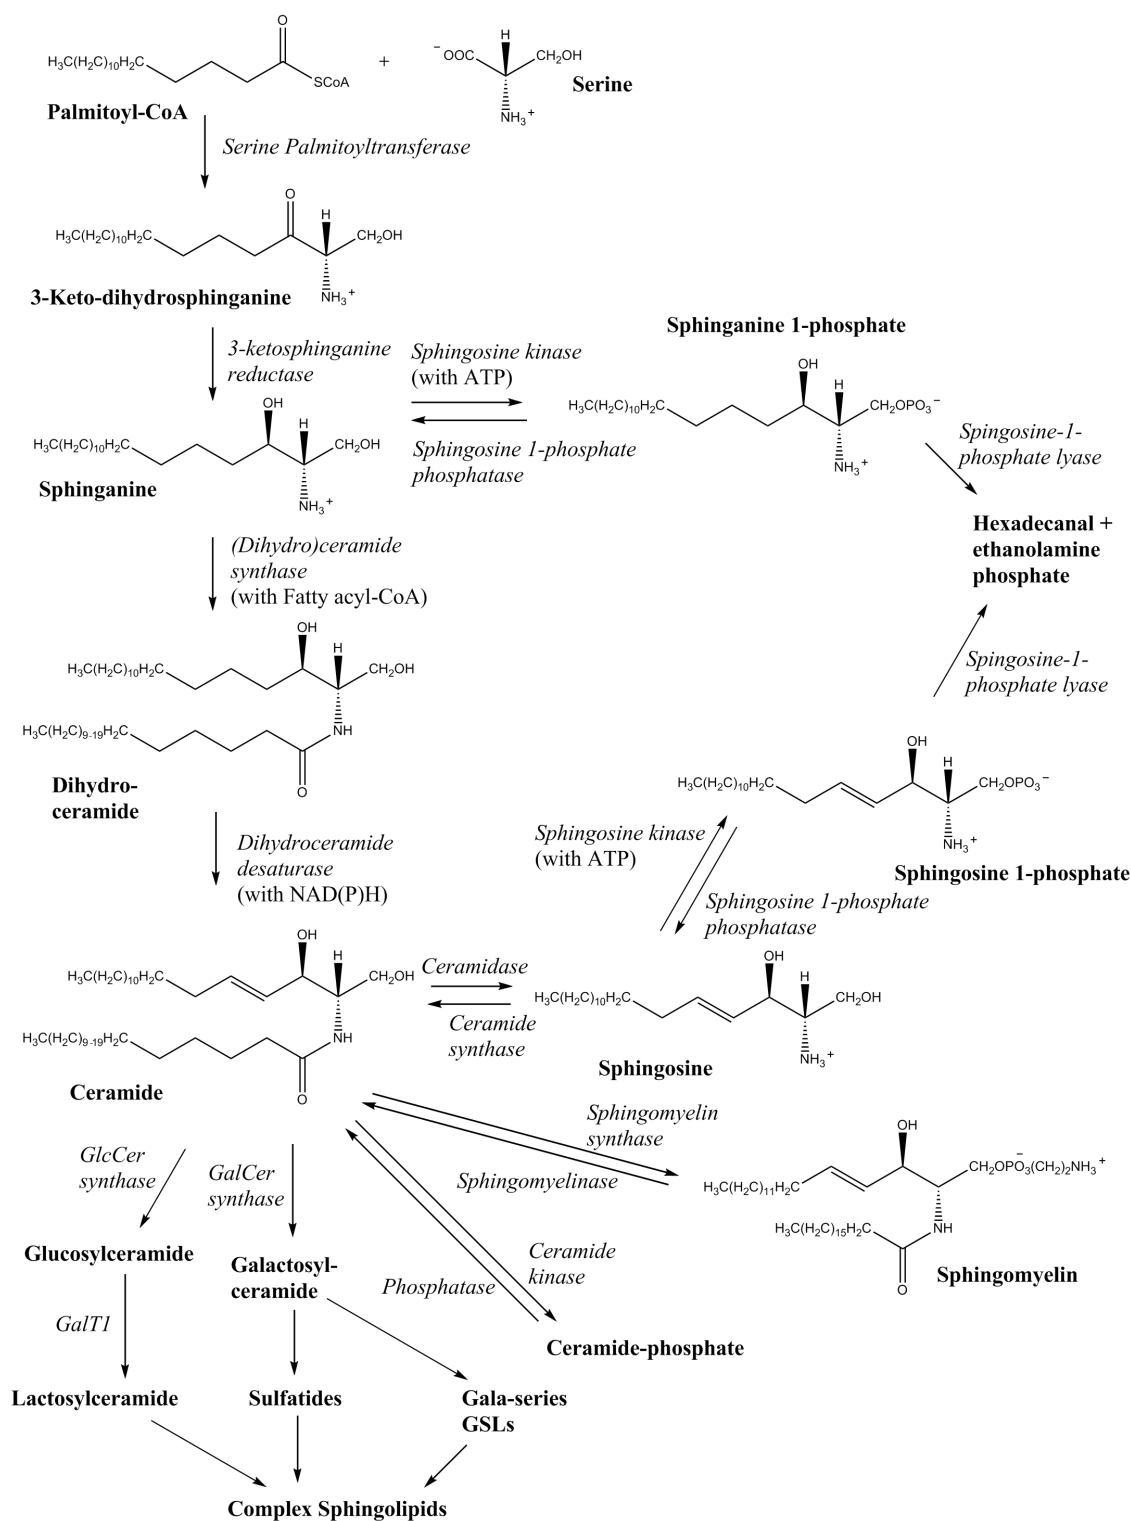 O
H₃C(H₂C)₁₀H₂C
SCoA
+
⁻OOC
H
CH₂OH
NH₃⁺
Serine
Palmitoyl-CoA
Serine Palmitoyltransferase
O
H
H₃C(H₂C)₁₀H₂C
CH₂OH
NH₃⁺
3-Keto-dihydrosphinganine
3-ketosphinganine
reductase
Sphingosine kinase
(with ATP)
Sphingosine 1-phosphate
phosphatase
Sphinganine 1-phosphate
OH
H
H₃C(H₂C)₁₀H₂C
CH₂OPO₃⁻
NH₃⁺
OH
H
H₃C(H₂C)₁₀H₂C
CH₂OH
NH₃⁺
Sphinganine
Spingosine-1-
phosphate lyase
Hexadecanal +
ethanolamine
phosphate
(Dihydro)ceramide
synthase
(with Fatty acyl-CoA)
OH
H
H₃C(H₂C)₁₀H₂C
CH₂OH
H₃C(H₂C)₉₋₁₉H₂C
NH
O
Dihydro-
ceramide
Spingosine-1-
phosphate lyase
OH
H
H₃C(H₂C)₁₀H₂C
CH₂OPO₃⁻
NH₃⁺
Sphingosine 1-phosphate
Dihydroceramide
desaturase
(with NAD(P)H)
Sphingosine kinase
(with ATP)
Sphingosine 1-phosphate
phosphatase
OH
H
H₃C(H₂C)₁₀H₂C
CH₂OH
H₃C(H₂C)₉₋₁₉H₂C
NH
O
Ceramide
Ceramidase
Ceramide
synthase
OH
H
H₃C(H₂C)₁₀H₂C
CH₂OH
NH₃⁺
Sphingosine
Sphingomyelin
synthase
Sphingomyelinase
OH
H₃C(H₂C)₁₁H₂C
CH₂OPO₃⁻(CH₂)₂NH₃⁺
H₃C(H₂C)₁₅H₂C
NH
O
Sphingomyelin
GlcCer
synthase
GalCer
synthase
Glucosylceramide
Galactosyl-
ceramide
Phosphatase
Ceramide
kinase
Ceramide-phosphate
GalT1
Lactosylceramide
Sulfatides
Gala-series
GSLs
Complex Sphingolipids